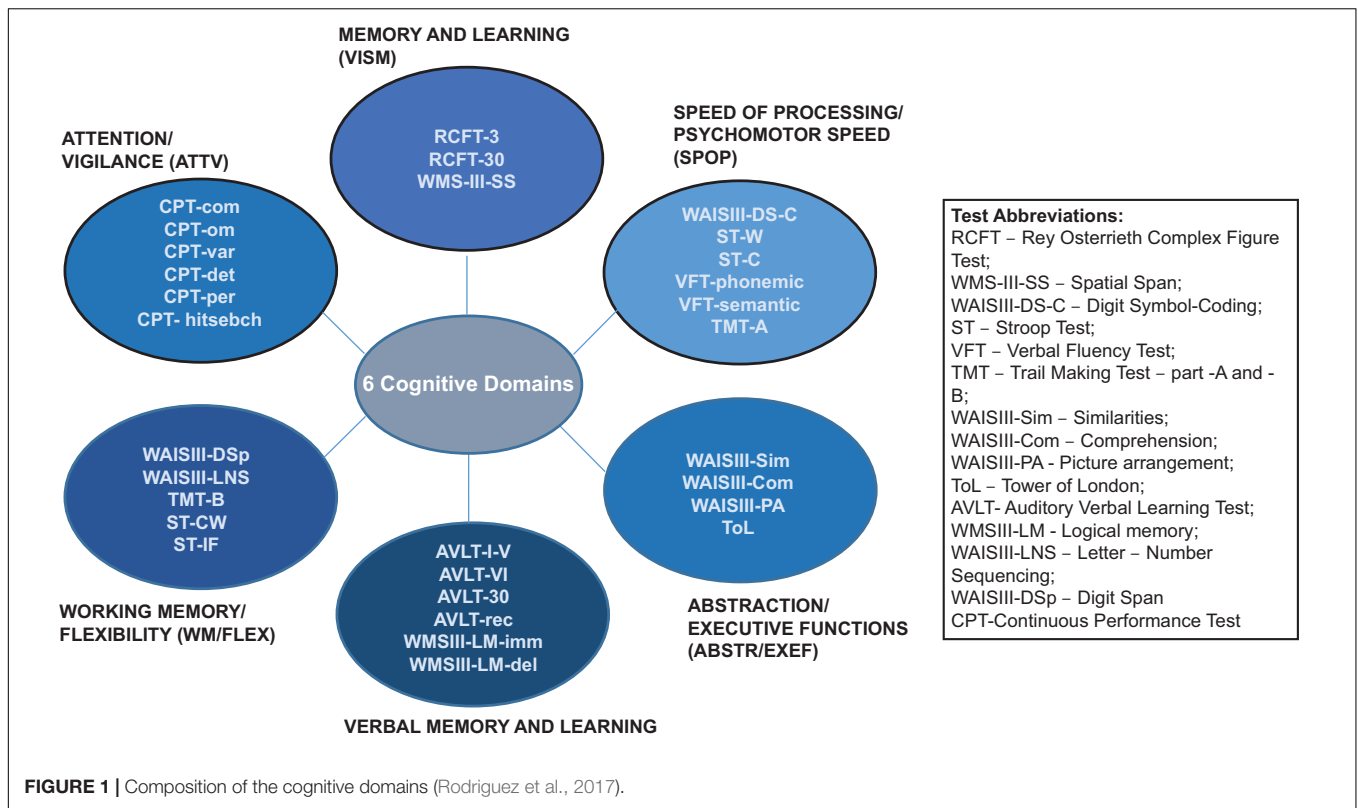 MEMORY AND LEARNING
(VISM)
RCFT-3
RCFT-30
WMS-III-SS
ATTENTION/
VIGILANCE (ATTV)
CPT-com
CPT-om
CPT-var
CPT-det
CPT-per
CPT- hitsebch
SPEED OF PROCESSING/
PSYCHOMOTOR SPEED
(SPOP)
WAISIII-DS-C
ST-W
ST-C
VFT-phonemic
VFT-semantic
TMT-A
6 Cognitive Domains
WAISIII-DSp
WAISIII-LNS
TMT-B
ST-CW
ST-IF
WORKING MEMORY/
FLEXIBILITY (WM/FLEX)
AVLT-I-V
AVLT-VI
AVLT-30
AVLT-rec
WMSIII-LM-imm
WMSIII-LM-del
VERBAL MEMORY AND LEARNING
WAISIII-Sim
WAISIII-Com
WAISIII-PA
ToL
ABSTRACTION/
EXECUTIVE FUNCTIONS
(ABSTR/EXEF)
Test Abbreviations:
RCFT – Rey Osterrieth Complex Figure
Test;
WMS-III-SS – Spatial Span;
WAISIII-DS-C – Digit Symbol-Coding;
ST – Stroop Test;
VFT – Verbal Fluency Test;
TMT – Trail Making Test – part -A and -
B;
WAISIII-Sim – Similarities;
WAISIII-Com – Comprehension;
WAISIII-PA - Picture arrangement;
ToL – Tower of London;
AVLT- Auditory Verbal Learning Test;
WMSIII-LM - Logical memory;
WAISIII-LNS – Letter – Number
Sequencing;
WAISIII-DSp – Digit Span
CPT-Continuous Performance Test
FIGURE 1 | Composition of the cognitive domains (Rodriguez et al., 2017).